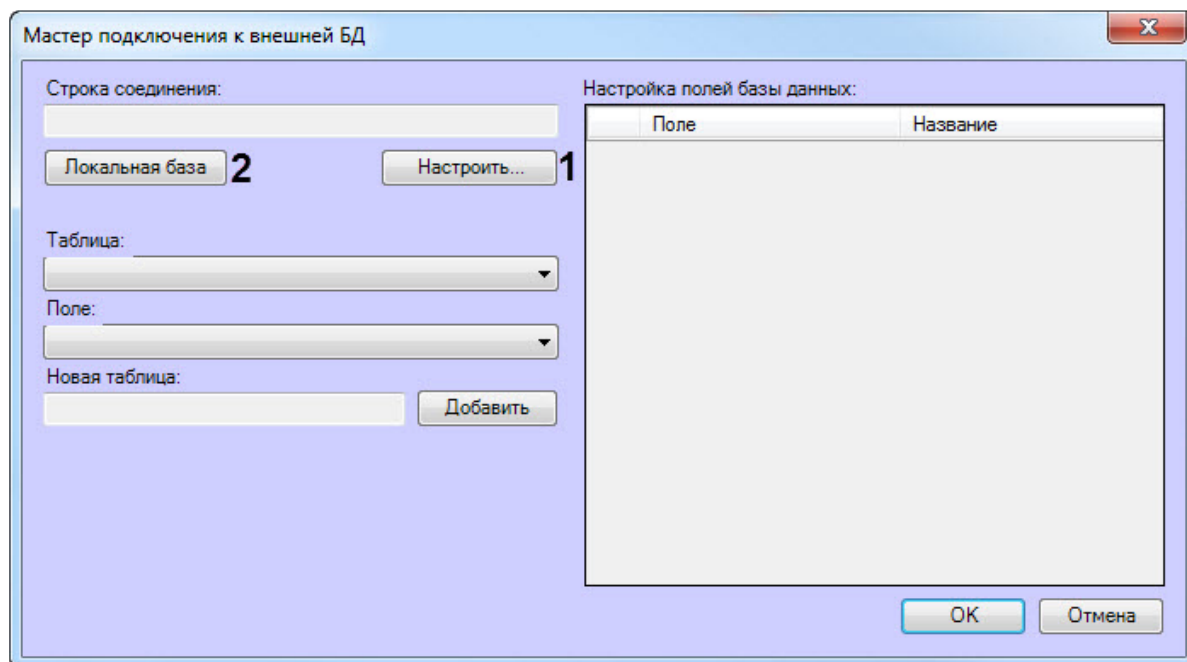 Мастер подключения к внешней БД
Строка соединения:
Локальная база 2
Настроить... 1
Таблица:
Поле:
Новая таблица:
Добавить
Настройка полей базы данных:
Поле Название
OK Отмена